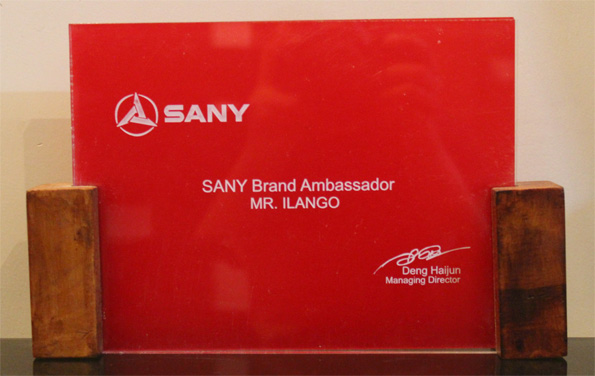 SANY
SANY Brand Ambassador
MR. ILANGO
Deng Haijun
Managing Director